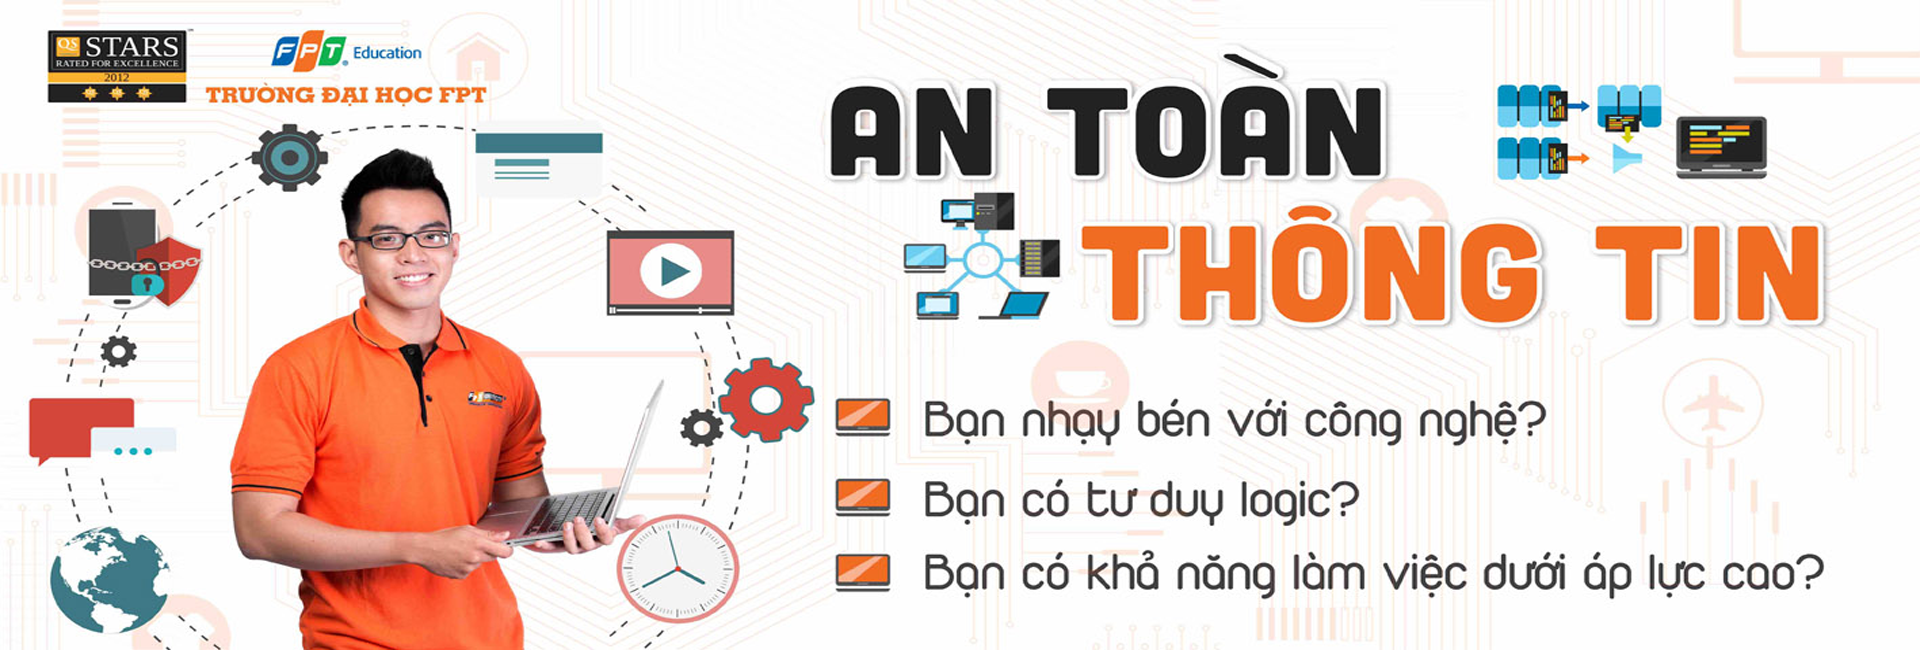 QS STARS
RATED FOR EXCELLENCE
2012
FPT Education
TRƯỜNG ĐẠI HỌC FPT
AN TOÀN
THÔNG TIN
Bạn nhạy bén với công nghệ?
Bạn có tư duy logic?
Bạn có khả năng làm việc dưới áp lực cao?